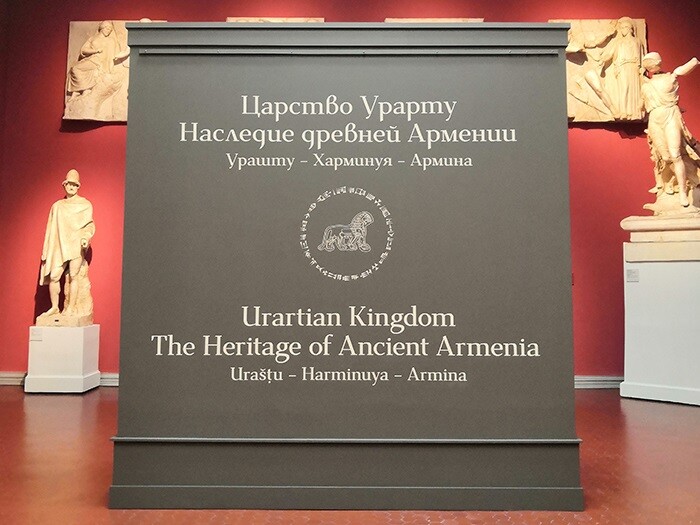 Царство Урарту
Наследие древней Армении
Урашту – Харминуя – Армина
Urartian Kingdom
The Heritage of Ancient Armenia
Urašṭu – Harminuya – Armina